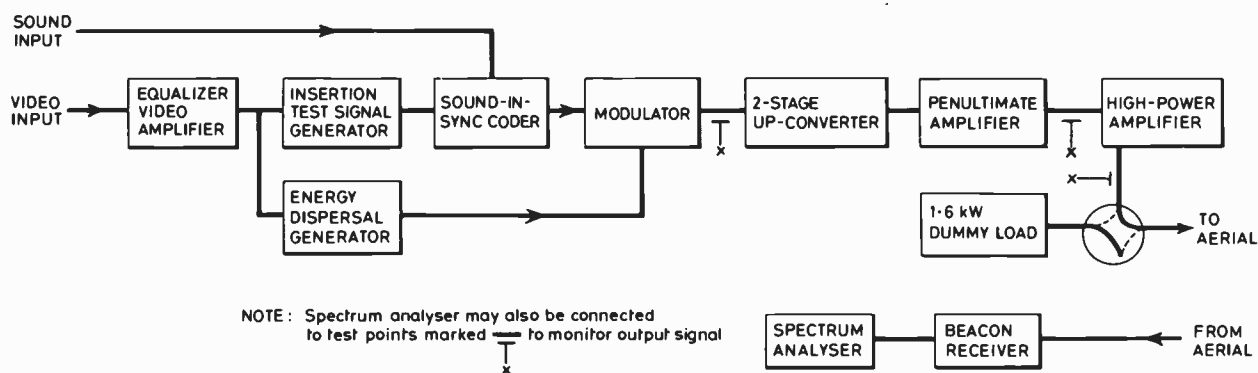 SOUND
INPUT
VIDEO
INPUT
EQUALIZER
VIDEO
AMPLIFIER
INSERTION
TEST SIGNAL
GENERATOR
SOUND-IN-
SYNC CODER
MODULATOR
2-STAGE
UP-CONVERTER
PENULTIMATE
AMPLIFIER
HIGH-POWER
AMPLIFIER
x
x
x
ENERGY
DISPERSAL
GENERATOR
1·6 kW
DUMMY LOAD
TO
AERIAL
NOTE : Spectrum analyser may also be connected
to test points marked to monitor output signal
x
SPECTRUM
ANALYSER
BEACON
RECEIVER
FROM
AERIAL